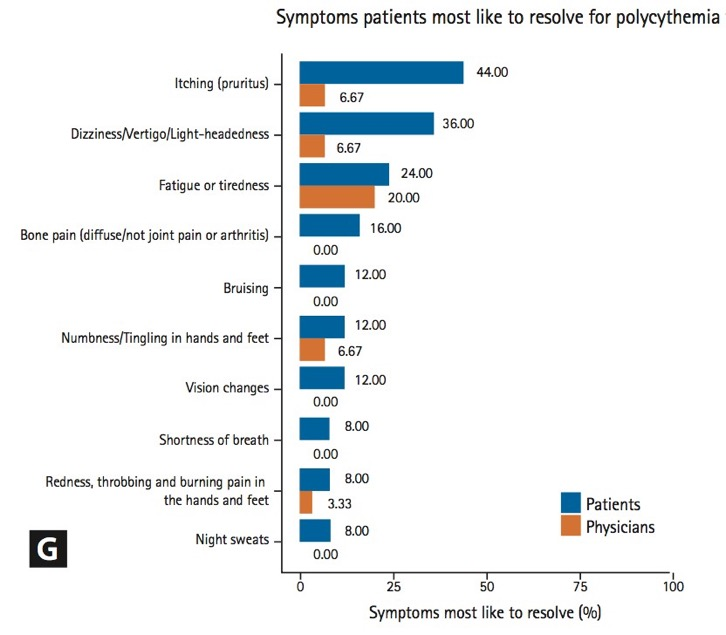 Symptoms patients most like to resolve for polycythemia
Itching (pruritus)
44.00
6.67
Dizziness/Vertigo/Light-headedness
36.00
6.67
Fatigue or tiredness
24.00
20.00
Bone pain (diffuse/not joint pain or arthritis)
16.00
0.00
Bruising
12.00
0.00
Numbness/Tingling in hands and feet
12.00
6.67
Vision changes
12.00
0.00
Shortness of breath
8.00
0.00
Redness, throbbing and burning pain in
the hands and feet
8.00
3.33
Night sweats
8.00
0.00
Patients
Physicians
G
0 25 50 75 100
Symptoms most like to resolve (%)